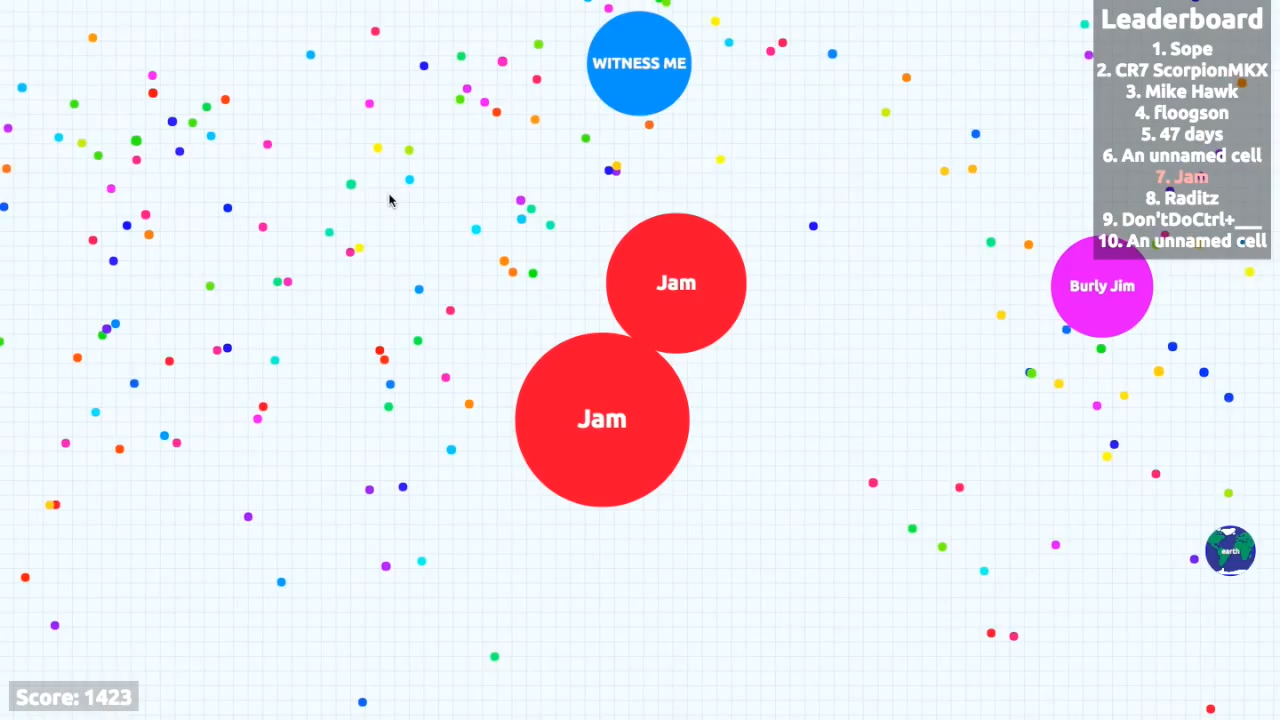 Leaderboard
1. Sope
2. CR7 ScorpionMKX
3. Mike Hawk
4. floogson
5. 47 days
6. An unnamed cell
7. Jam
8. Raditz
9. Don'tDoCtrl+___
10. An unnamed cell
WITNESS ME
Jam
Burly Jim
Jam
earth
Score: 1423